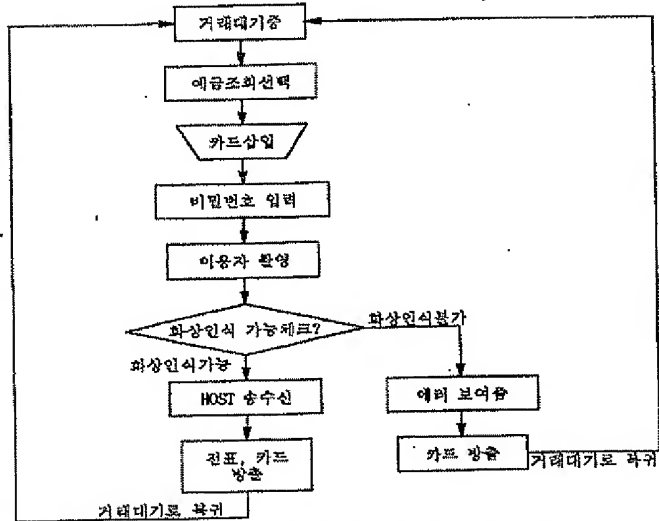 거래대기중
예금조회선택
카드삽입
비밀번호 입력
이용자 촬영
화상인식 가능체크?
화상인식불가
화상인식가능
HOST 송수신
에러 보여줌
전표, 카드
방출
카드 방출
거래대기로 복귀
거래대기로 복귀